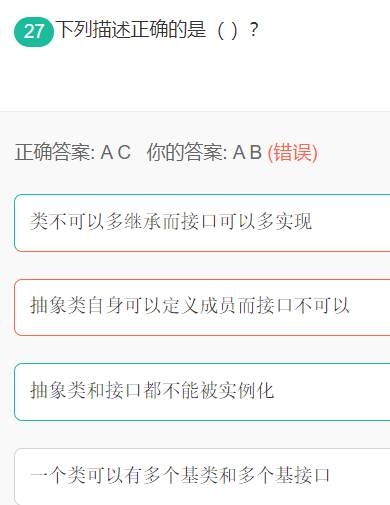 27 下列描述正确的是（ ）？
正确答案: A C 你的答案: A B (错误)
类不可以多继承而接口可以多实现
抽象类自身可以定义成员而接口不可以
抽象类和接口都不能被实例化
一个类可以有多个基类和多个基接口